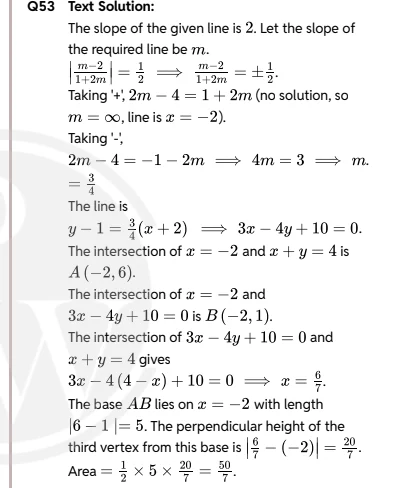 Q53 Text Solution:
The slope of the given line is 2. Let the slope of
the required line be m.
|m−2/1+2m| = 1/2 ⟹ m−2/1+2m = ±1/2.
Taking '+', 2m − 4 = 1 + 2m (no solution, so
m = ∞, line is x = −2).
Taking '-',
2m − 4 = −1 − 2m ⟹ 4m = 3 ⟹ m.
= 3/4
The line is
y − 1 = 3/4(x + 2) ⟹ 3x − 4y + 10 = 0.
The intersection of x = −2 and x + y = 4 is
A (−2, 6).
The intersection of x = −2 and
3x − 4y + 10 = 0 is B (−2, 1).
The intersection of 3x − 4y + 10 = 0 and
x + y = 4 gives
3x − 4 (4 − x) + 10 = 0 ⟹ x = 6/7.
The base AB lies on x = −2 with length
|6 − 1 |= 5. The perpendicular height of the
third vertex from this base is |6/7 − (−2)| = 20/7.
Area = 1/2 × 5 × 20/7 = 50/7.